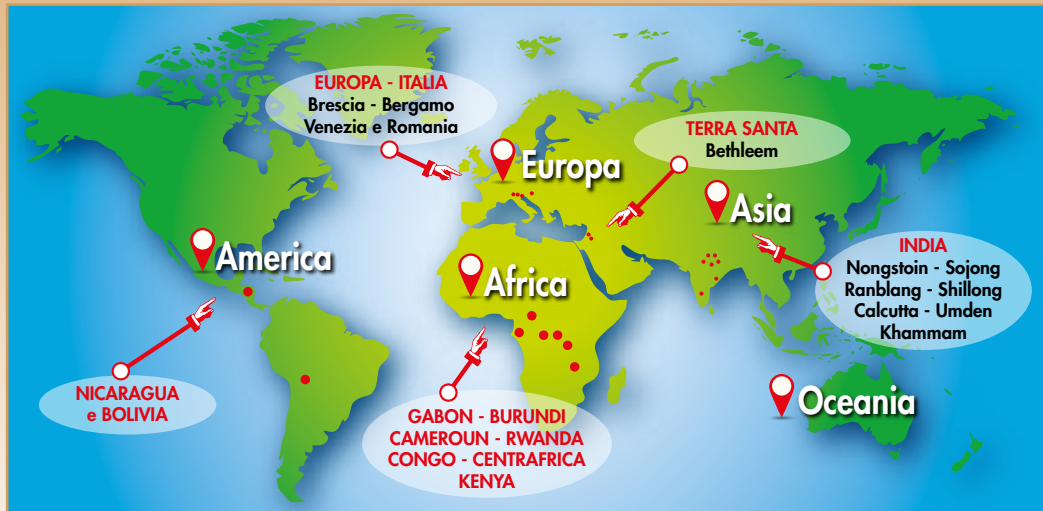 EUROPA - ITALIA
Brescia - Bergamo
Venezia e Romania
TERRA SANTA
Bethleem
Europa
Asia
America
Africa
INDIA
Nongstoin - Sojong
Ranblang - Shillong
Calcutta - Umden
Khammam
NICARAGUA
e BOLIVIA
GABON - BURUNDI
CAMEROUN - RWANDA
CONGO - CENTRAFRICA
KENYA
Oceania